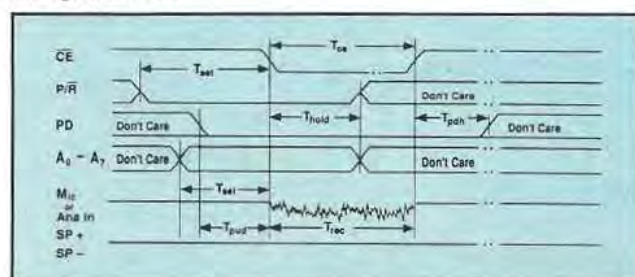 CE Tce
Tset
P/R Don't Care
PD Don't Care Thold Tpdh Don't Care
A0 – A7 Don't Care Don't Care
Tset
Mic
or
Ana In
SP + Tpud Trec
SP –